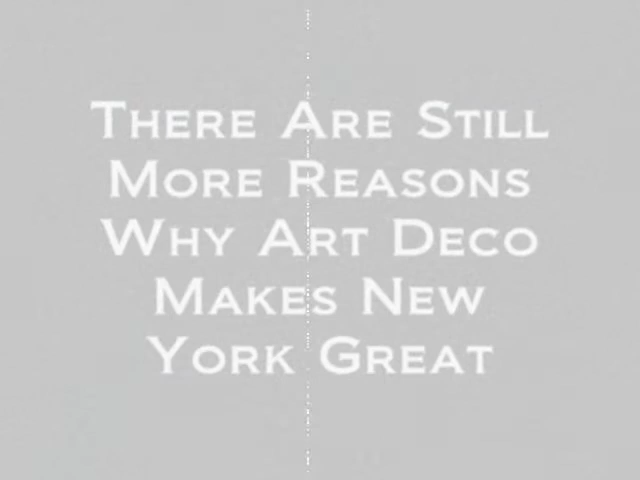 There Are Still
More Reasons
Why Art Deco
Makes New
York Great